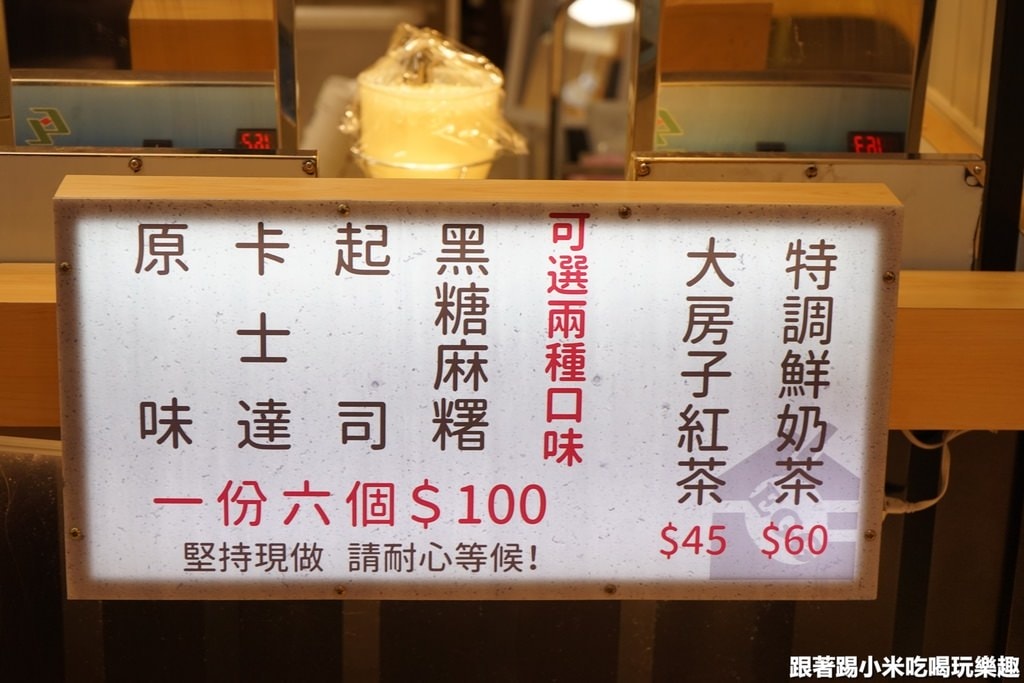 特調鮮奶茶
$60
大房子紅茶
$45
可選兩種口味
黑糖麻糬
起司
卡士達
原味
一份六個$100
堅持現做 請耐心等候!
跟著踢小米吃喝玩樂趣